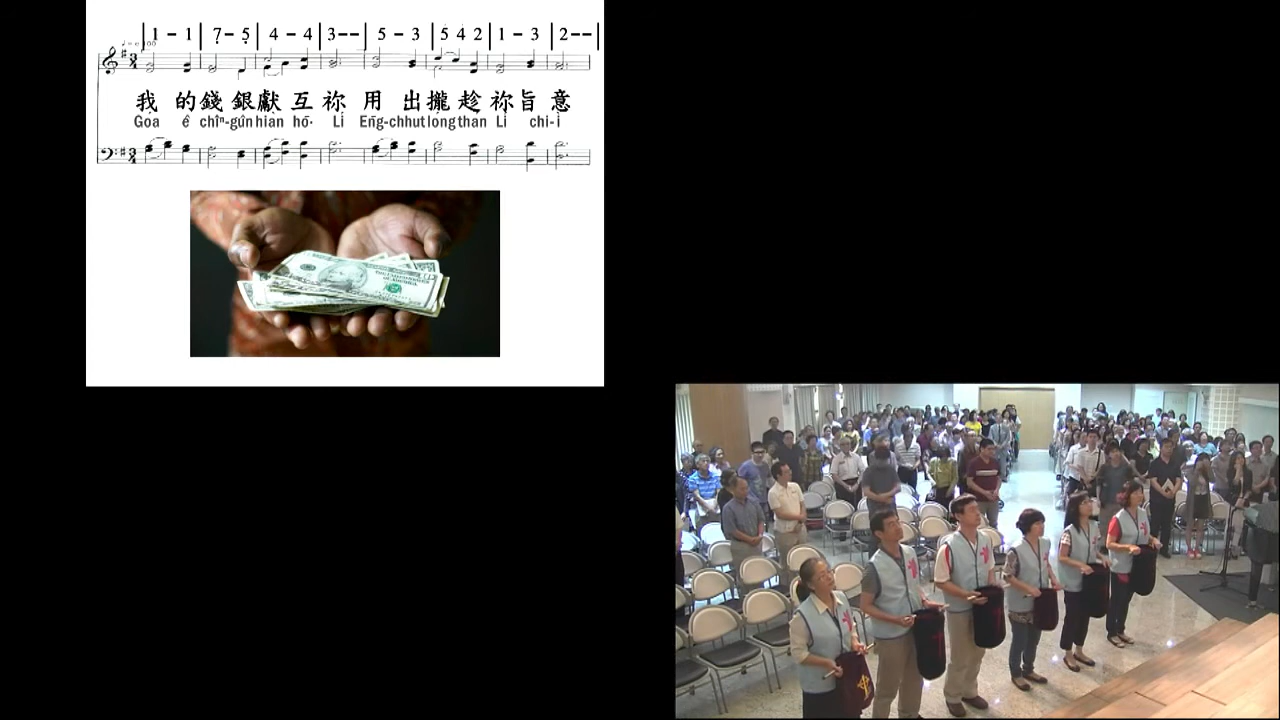 1 - 1 | 7 - 5 | 4 - 4 | 3 - - | 5 - 3 | 5 4 2 | 1 - 3 | 2 - - |
我 的錢 銀獻 互 祢 用 出攏 趁 祢旨 意
Goa ê chîⁿ-gûn hian hō· Lí Ēng-chhut long than Lí chí-ì